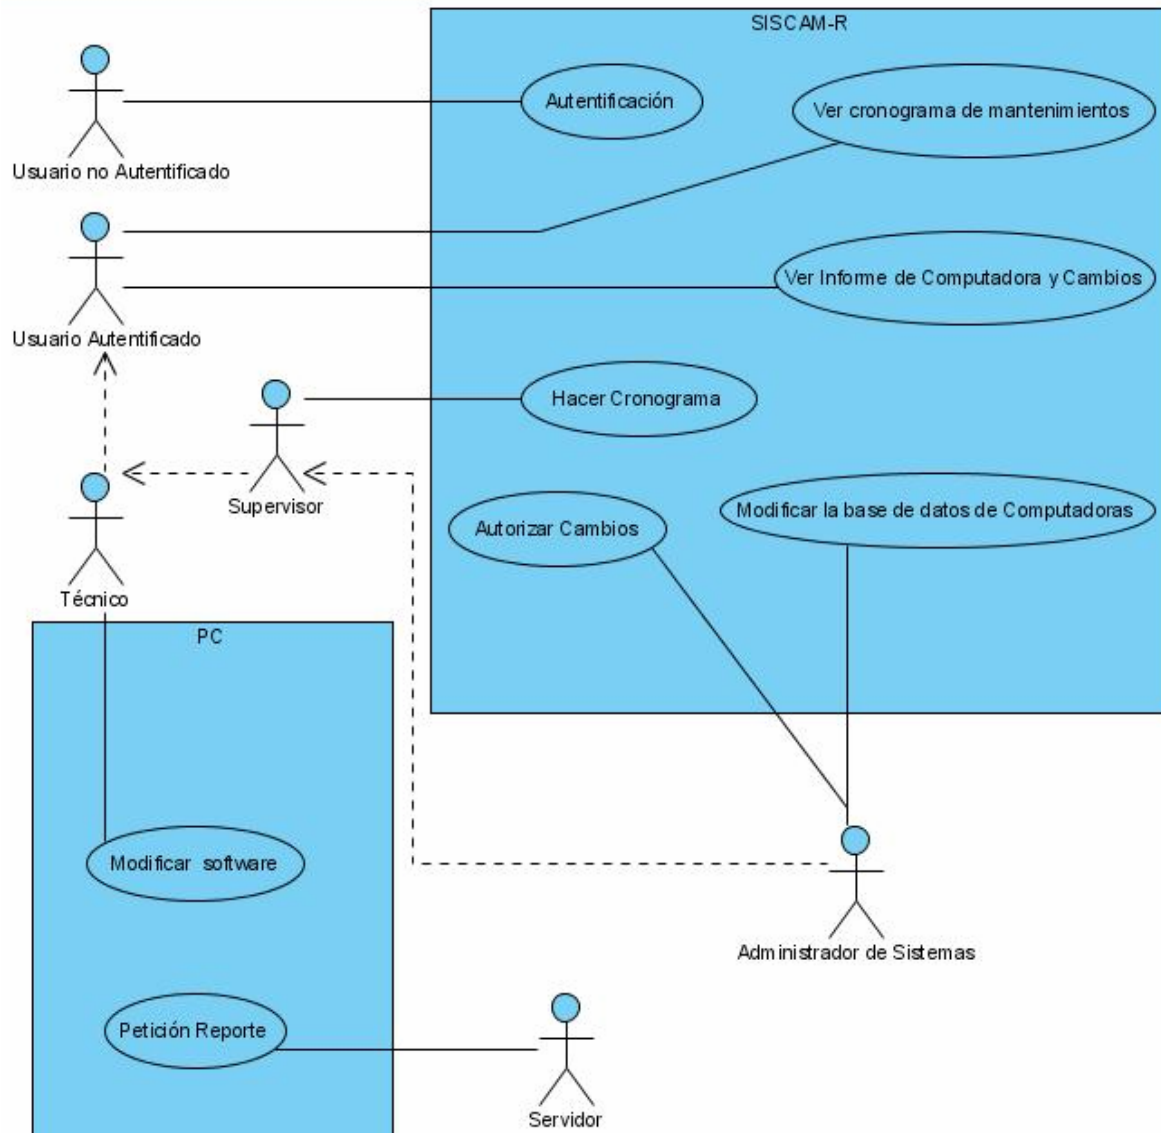 SISCAM-R
Autentificación
Ver cronograma de mantenimientos
Usuario no Autentificado
Ver Informe de Computadora y Cambios
Usuario Autentificado
Hacer Cronograma
Supervisor
Autorizar Cambios
Modificar la base de datos de Computadoras
Técnico
PC
Modificar software
Administrador de Sistemas
Petición Reporte
Servidor